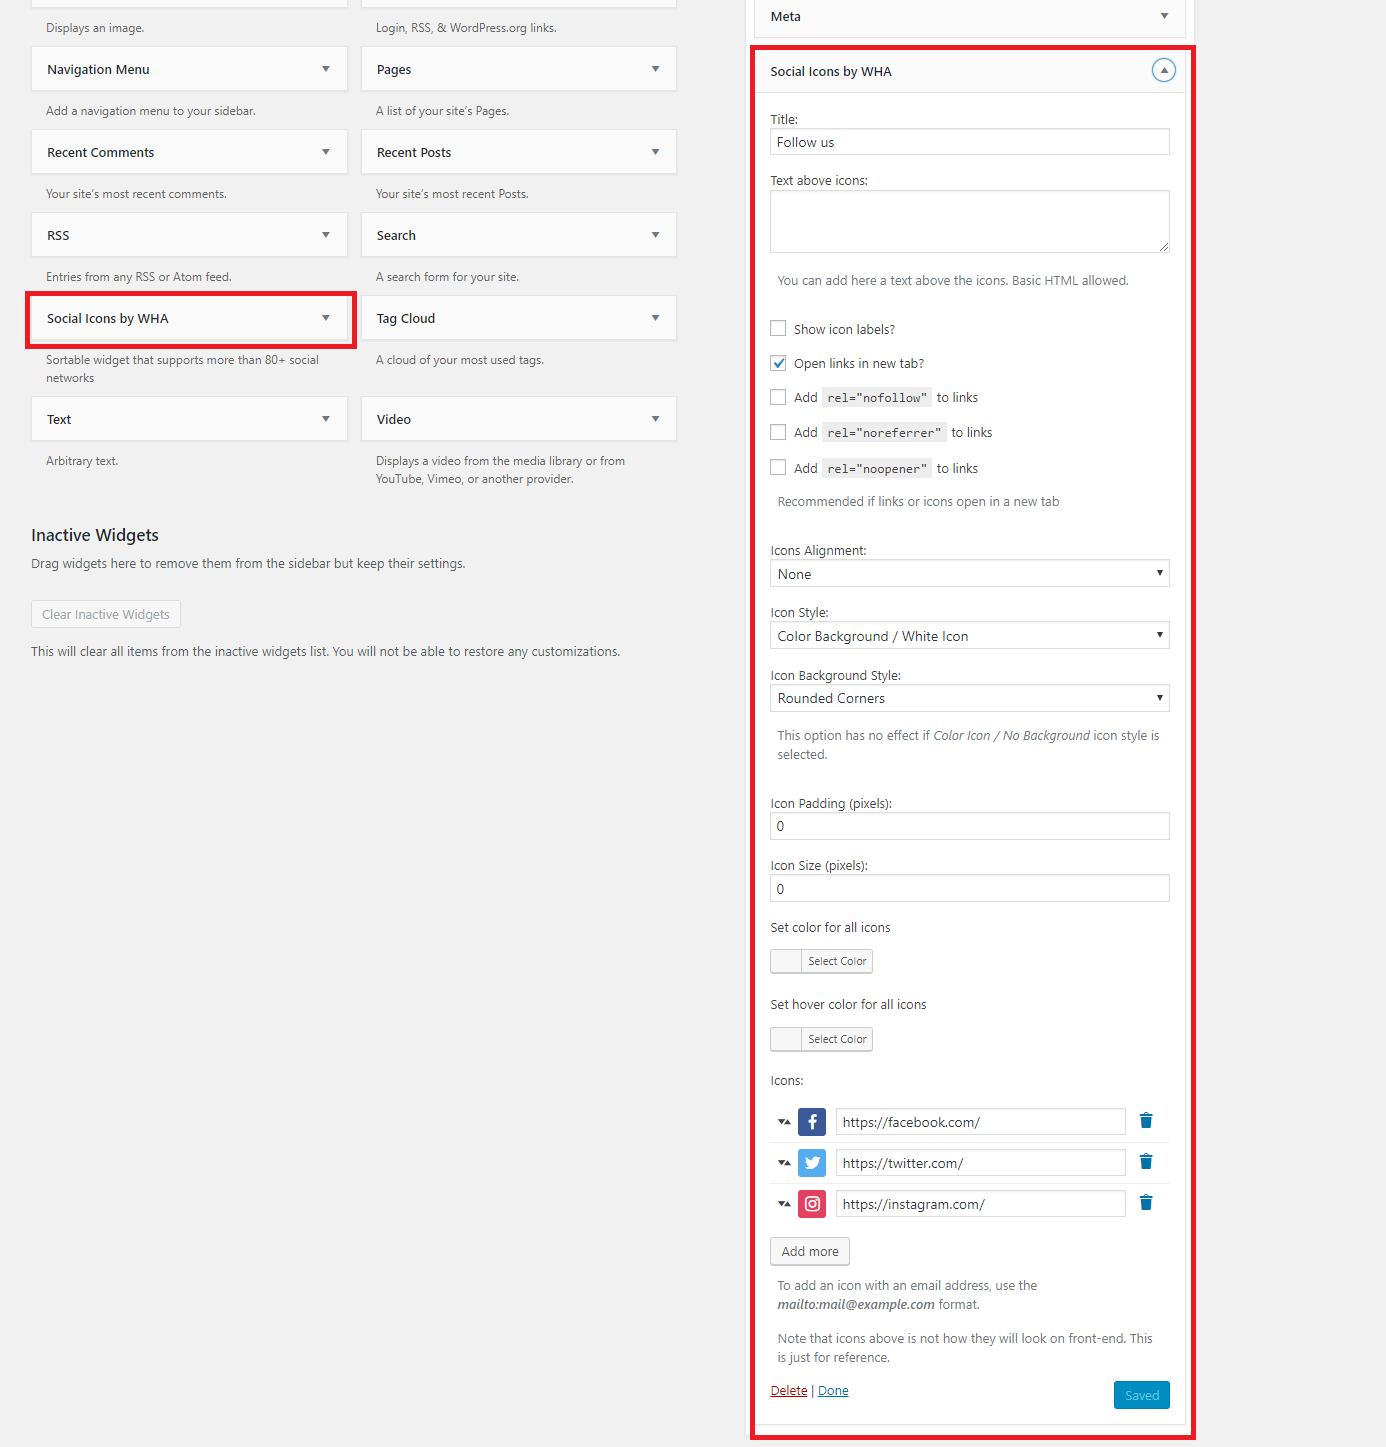 Displays an image.
Login, RSS, & WordPress.org links.
Navigation Menu
Pages
Add a navigation menu to your sidebar.
A list of your site's Pages.
Recent Comments
Recent Posts
Your site's most recent comments.
Your site's most recent Posts.
RSS
Search
Entries from any RSS or Atom feed.
A search form for your site.
Social Icons by WHA
Tag Cloud
Sortable widget that supports more than 80+ social
networks
A cloud of your most used tags.
Text
Video
Arbitrary text.
Displays a video from the media library or from
YouTube, Vimeo, or another provider.
Inactive Widgets
Drag widgets here to remove them from the sidebar but keep their settings.
Clear Inactive Widgets
This will clear all items from the inactive widgets list. You will not be able to restore any customizations.
Meta
Social Icons by WHA
Title:
Follow us
Text above icons:
You can add here a text above the icons. Basic HTML allowed.
Show icon labels?
Open links in new tab?
Add rel="nofollow" to links
Add rel="noreferrer" to links
Add rel="noopener" to links
Recommended if links or icons open in a new tab
Icons Alignment:
None
Icon Style:
Color Background / White Icon
Icon Background Style:
Rounded Corners
This option has no effect if Color Icon / No Background icon style is
selected.
Icon Padding (pixels):
0
Icon Size (pixels):
0
Set color for all icons
Select Color
Set hover color for all icons
Select Color
Icons:
https://facebook.com/
https://twitter.com/
https://instagram.com/
Add more
To add an icon with an email address, use the
mailto:mail@example.com format.
Note that icons above is not how they will look on front-end. This
is just for reference.
Delete | Done
Saved